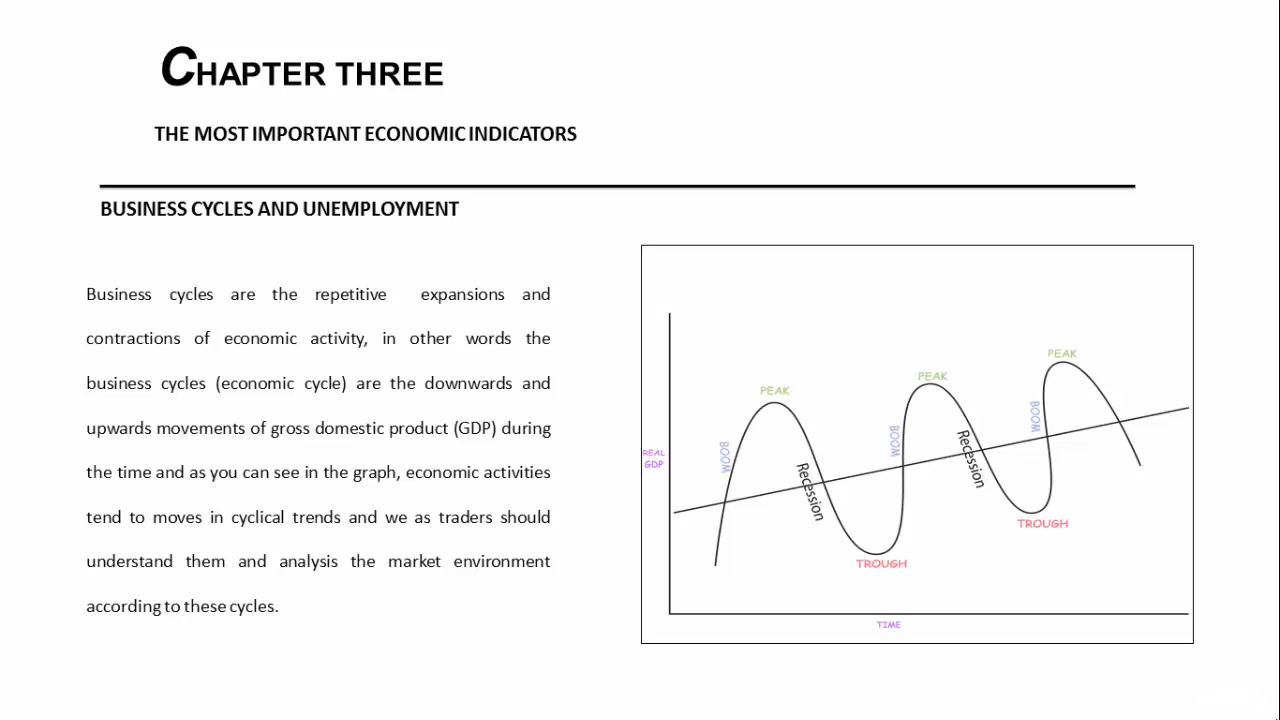 CHAPTER THREE
THE MOST IMPORTANT ECONOMIC INDICATORS
BUSINESS CYCLES AND UNEMPLOYMENT
Business cycles are the repetitive expansions and
contractions of economic activity, in other words the
business cycles (economic cycle) are the downwards and
upwards movements of gross domestic product (GDP) during
the time and as you can see in the graph, economic activities
tend to moves in cyclical trends and we as traders should
understand them and analysis the market environment
according to these cycles.
PEAK
PEAK
PEAK
BOOM
BOOM
BOOM
Recession
Recession
REAL
GDP
TROUGH
TROUGH
TIME